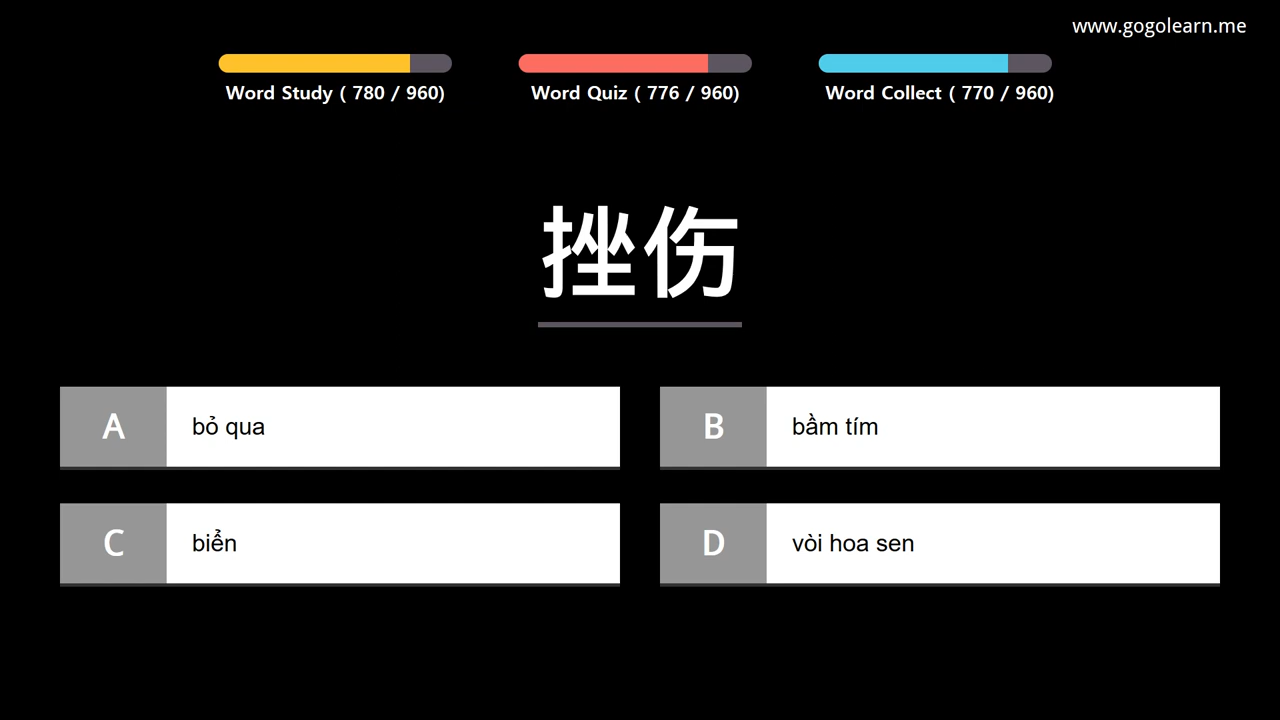 www.gogolearn.me
Word Study ( 780 / 960)
Word Quiz ( 776 / 960)
Word Collect ( 770 / 960)
挫伤
A bỏ qua
B bầm tím
C biển
D vòi hoa sen